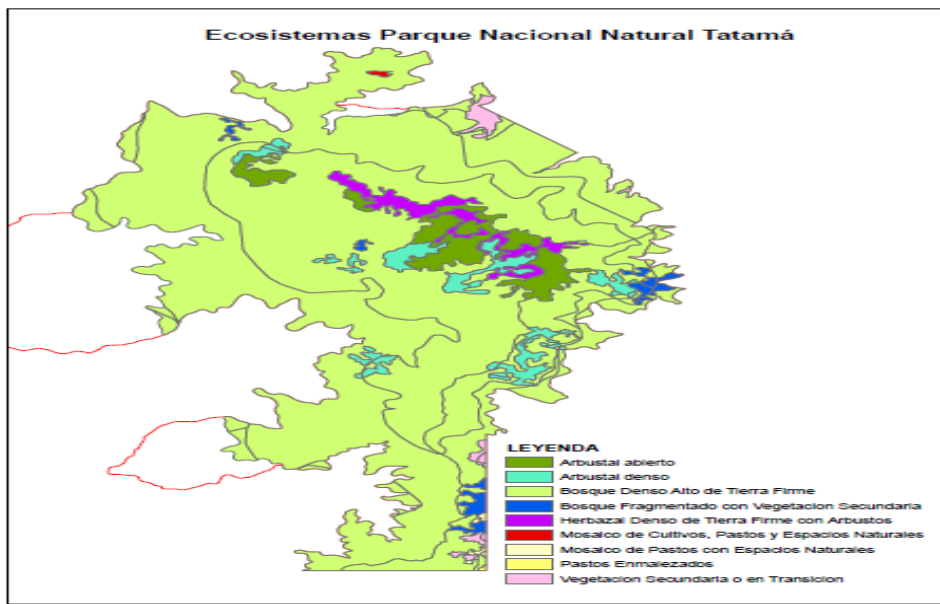 Ecosistemas Parque Nacional Natural Tatamá
LEYENDA
Arbustal abierto
Arbustal denso
Bosque Denso Alto de Tierra Firme
Bosque Fragmentado con Vegetacion Secundaria
Herbazal Denso de Tierra Firme con Arbustos
Mosaico de Cultivos, Pastos y Espacios Naturales
Mosaico de Pastos con Espacios Naturales
Pastos Enmalezados
Vegetacion Secundaria o en Transicion